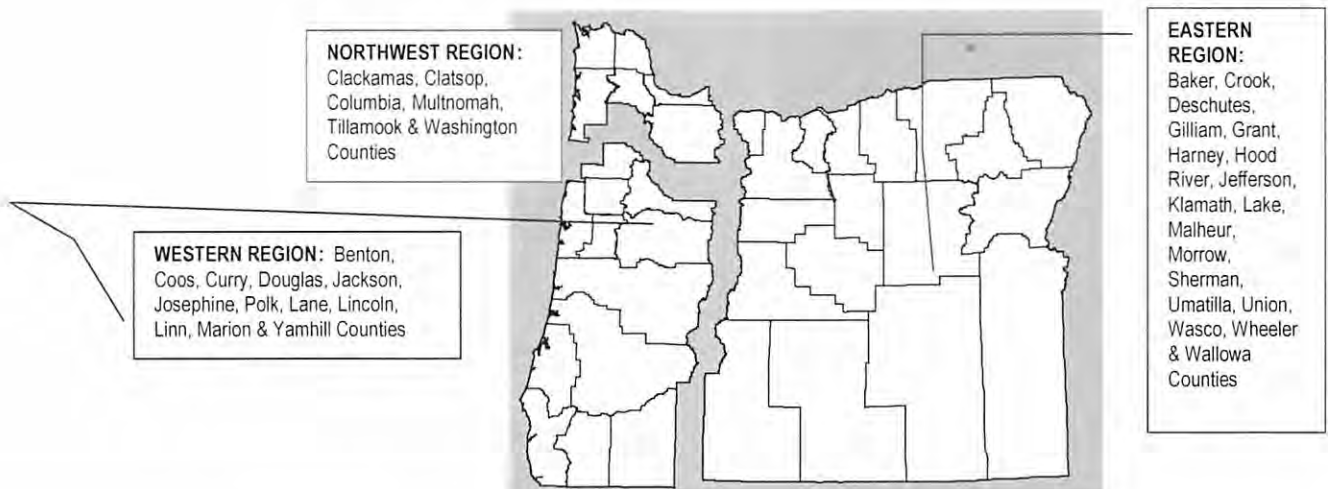 NORTHWEST REGION:
Clackamas, Clatsop,
Columbia, Multnomah,
Tillamook & Washington
Counties
WESTERN REGION: Benton,
Coos, Curry, Douglas, Jackson,
Josephine, Polk, Lane, Lincoln,
Linn, Marion & Yamhill Counties
EASTERN
REGION:
Baker, Crook,
Deschutes,
Gilliam, Grant,
Harney, Hood
River, Jefferson,
Klamath, Lake,
Malheur,
Morrow,
Sherman,
Umatilla, Union,
Wasco, Wheeler
& Wallowa
Counties